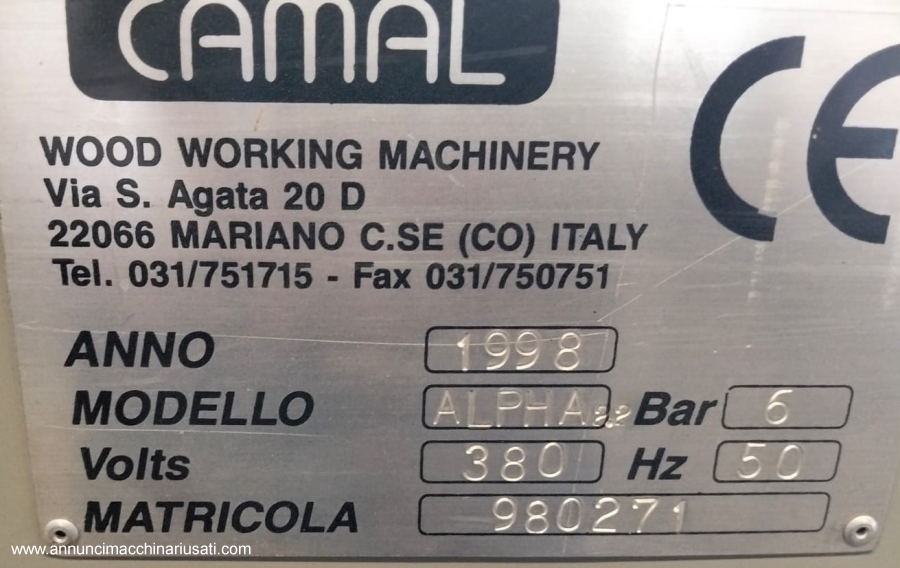 CAMAL
CE
WOOD WORKING MACHINERY
Via S. Agata 20 D
22066 MARIANO C.SE (CO) ITALY
Tel. 031/751715 - Fax 031/750751
ANNO 1998
MODELLO ALPHA Bar 6
Volts 380 Hz 50
MATRICOLA 980271
www.annuncimacchinariusati.com